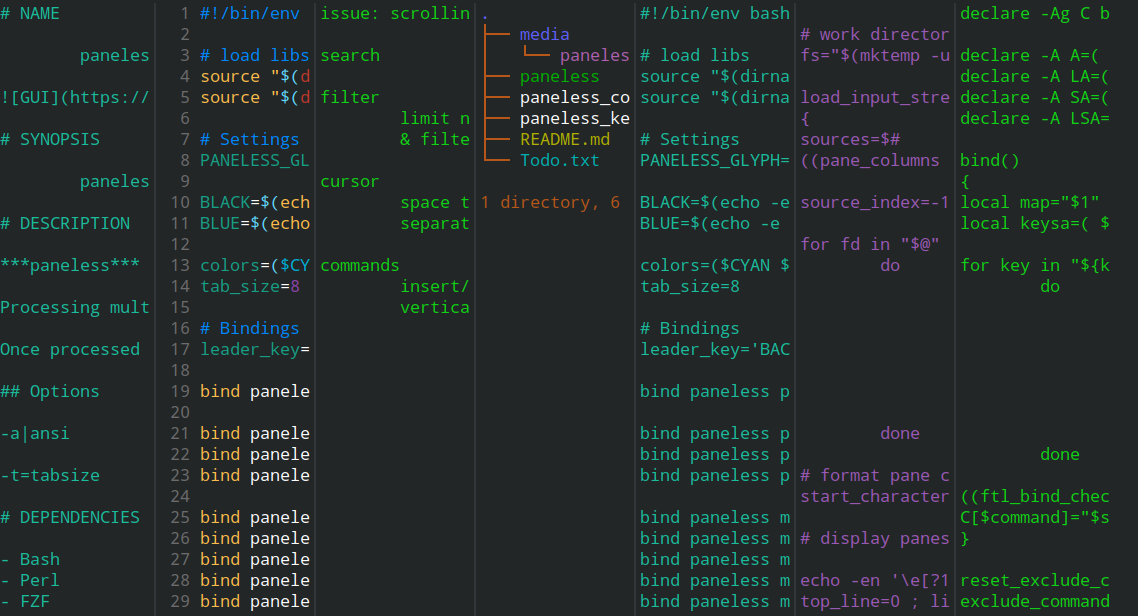 # NAME
paneles
![GUI](https://
# SYNOPSIS
paneles
# DESCRIPTION
***paneless***
Processing mult
Once processed
## Options
-a|ansi
-t=tabsize
# DEPENDENCIES
- Bash
- Perl
- FZF
1 #!/bin/env
2
3 # load libs
4 source "$(d
5 source "$(d
6
7 # Settings
8 PANELESS_GL
9
10 BLACK=$(ech
11 BLUE=$(echo
12
13 colors=($CY
14 tab_size=8
15
16 # Bindings
17 leader_key=
18
19 bind panele
20
21 bind panele
22 bind panele
23 bind panele
24
25 bind panele
26 bind panele
27 bind panele
28 bind panele
29 bind panele
issue: scrollin
search
filter
limit n
& filte
cursor
space t
separat
commands
insert/
vertica
.
├── media
│   └── paneles
├── paneless
├── paneless_co
├── paneless_ke
├── README.md
└── Todo.txt
1 directory, 6
#!/bin/env bash
# load libs
source "$(dirna
source "$(dirna
# Settings
PANELESS_GLYPH=
BLACK=$(echo -e
BLUE=$(echo -e
colors=($CYAN $
tab_size=8
# Bindings
leader_key='BAC
bind paneless p
bind paneless p
bind paneless p
bind paneless p
bind paneless m
bind paneless m
bind paneless m
bind paneless m
bind paneless m
# work director
fs="$(mktemp -u
load_input_stre
{
sources=$#
((pane_columns
source_index=-1
for fd in "$@"
do
done
# format pane c
start_character
# display panes
echo -en '\e[?1
top_line=0 ; li
declare -Ag C b
declare -A A=(
declare -A LA=(
declare -A SA=(
declare -A LSA=
bind()
{
local map="$1"
local keysa=( $
for key in "${k
do
done
((ftl_bind_chec
C[$command]="$s
}
reset_exclude_c
exclude_command